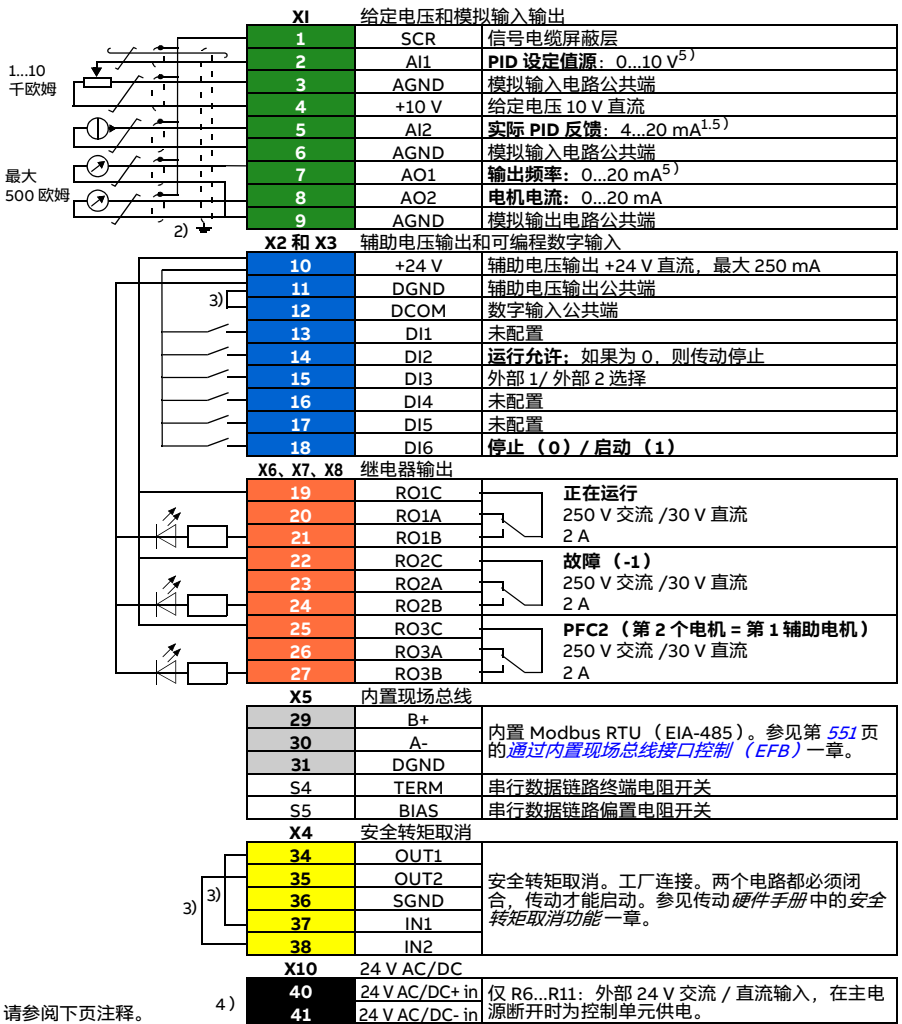 XI 给定电压和模拟输入输出
1 SCR 信号电缆屏蔽层
2 AI1 PID 设定值源：0...10 V5)
3 AGND 模拟输入电路公共端
4 +10 V 给定电压 10 V 直流
5 AI2 实际 PID 反馈：4...20 mA1.5)
6 AGND 模拟输入电路公共端
7 AO1 输出频率：0...20 mA5)
8 AO2 电机电流：0...20 mA
9 AGND 模拟输出电路公共端
1...10
千欧姆
最大
500 欧姆
2)
X2 和 X3 辅助电压输出和可编程数字输入
10 +24 V 辅助电压输出 +24 V 直流，最大 250 mA
11 DGND 辅助电压输出公共端
12 DCOM 数字输入公共端
13 DI1 未配置
14 DI2 运行允许；如果为 0，则传动停止
15 DI3 外部 1/ 外部 2 选择
16 DI4 未配置
17 DI5 未配置
18 DI6 停止（0）/ 启动（1）
3)
X6、X7、X8 继电器输出
19 RO1C 正在运行
20 RO1A 250 V 交流 /30 V 直流
21 RO1B 2 A
22 RO2C 故障（-1）
23 RO2A 250 V 交流 /30 V 直流
24 RO2B 2 A
25 RO3C PFC2（第 2 个电机 = 第 1 辅助电机）
26 RO3A 250 V 交流 /30 V 直流
27 RO3B 2 A
X5 内置现场总线
29 B+
30 A-
31 DGND
内置 Modbus RTU（EIA-485）。参见第 551 页
的通过内置现场总线接口控制（EFB）一章。
S4 TERM 串行数据链路终端电阻开关
S5 BIAS 串行数据链路偏置电阻开关
X4 安全转矩取消
34 OUT1
35 OUT2
36 SGND
37 IN1
38 IN2
安全转矩取消。工厂连接。两个电路都必须闭
合，传动才能启动。参见传动硬件手册中的安全
转矩取消功能一章。
3)
3)
X10 24 V AC/DC
40 24 V AC/DC+ in
41 24 V AC/DC- in
仅 R6...R11：外部 24 V 交流 / 直流输入，在主电
源断开时为控制单元供电。
4)
请参阅下页注释。